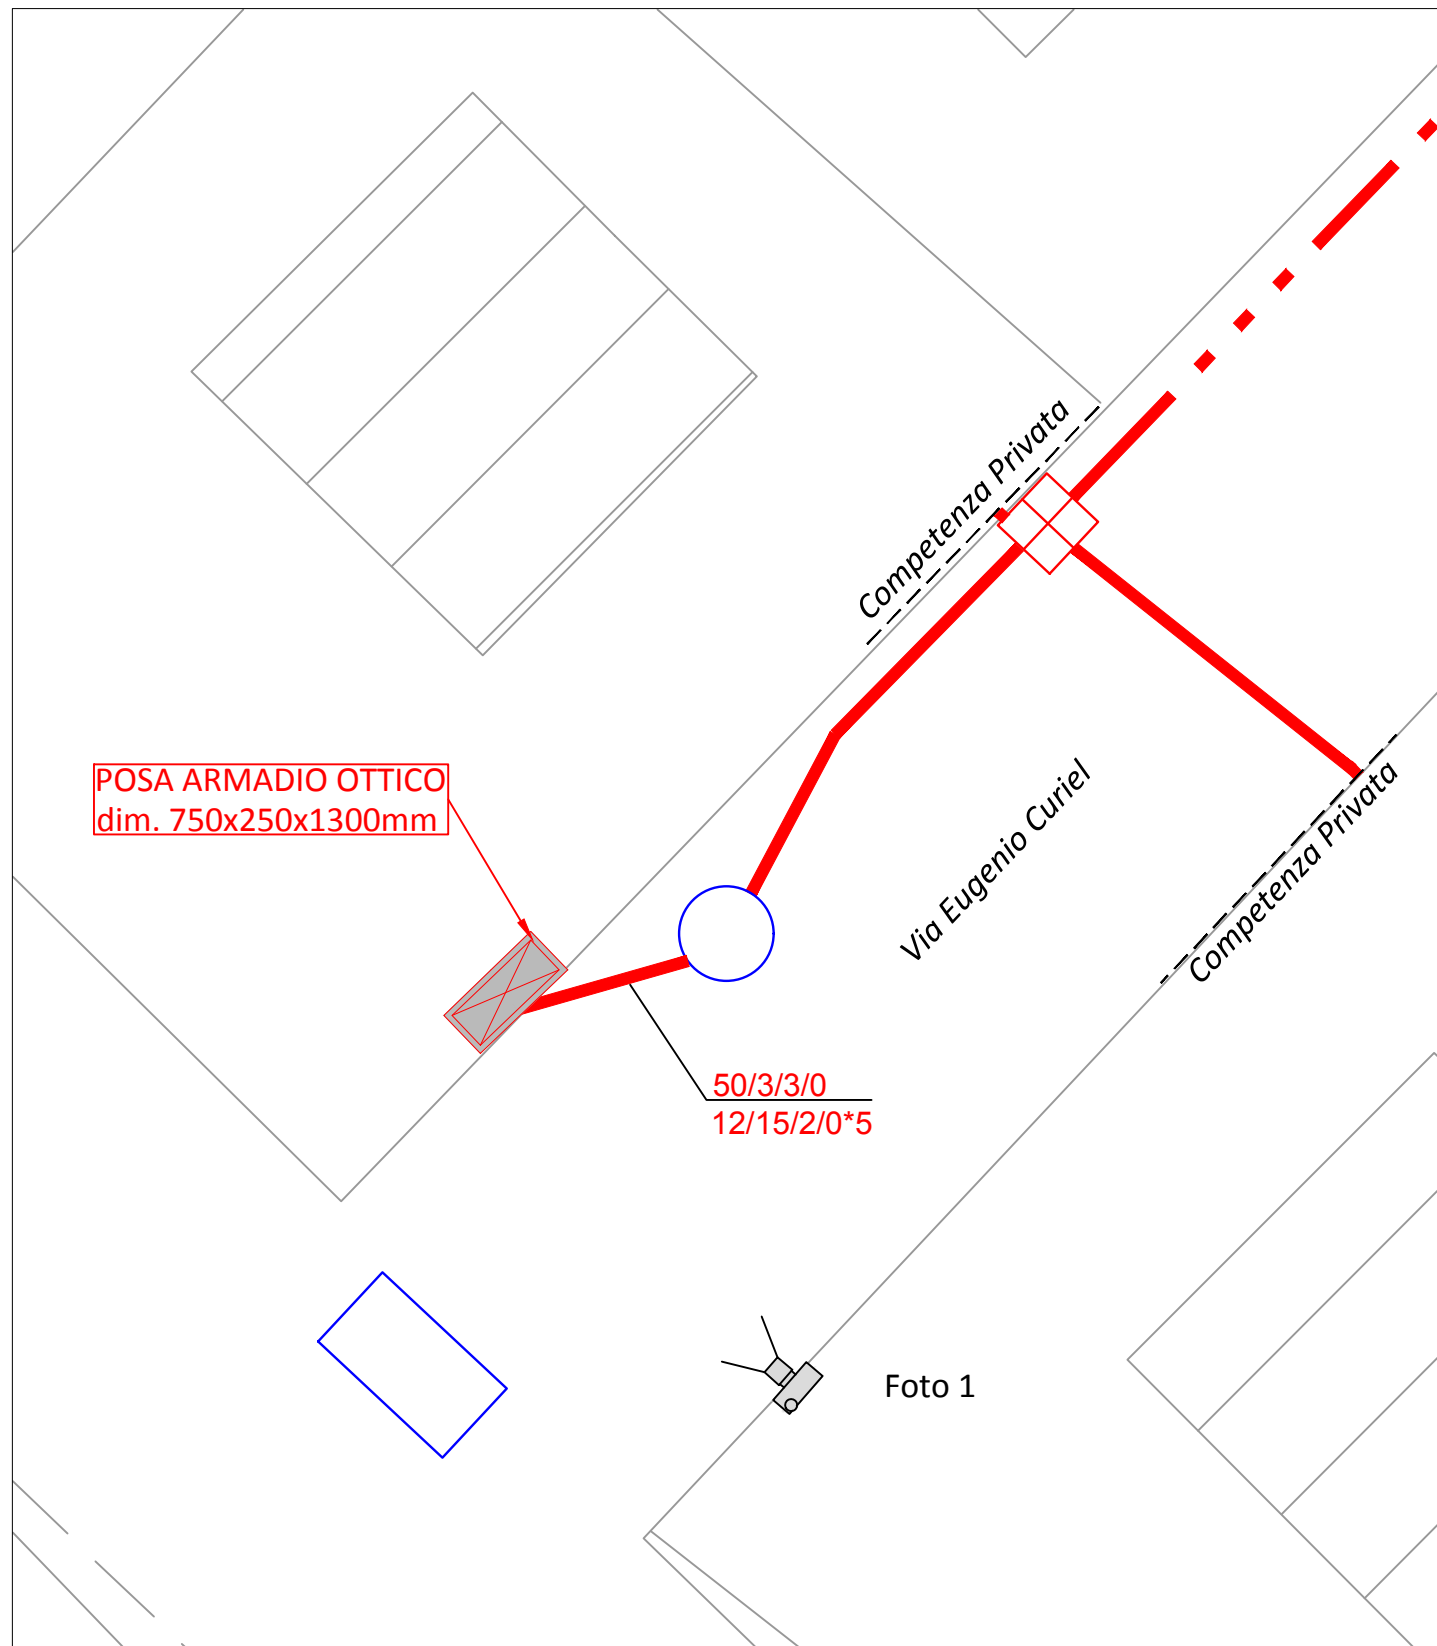 Competenza Privata
POSA ARMADIO OTTICO
dim. 750x250x1300mm
Via Eugenio Curiel
Competenza Privata
50/3/3/0
12/15/2/0*5
Foto 1